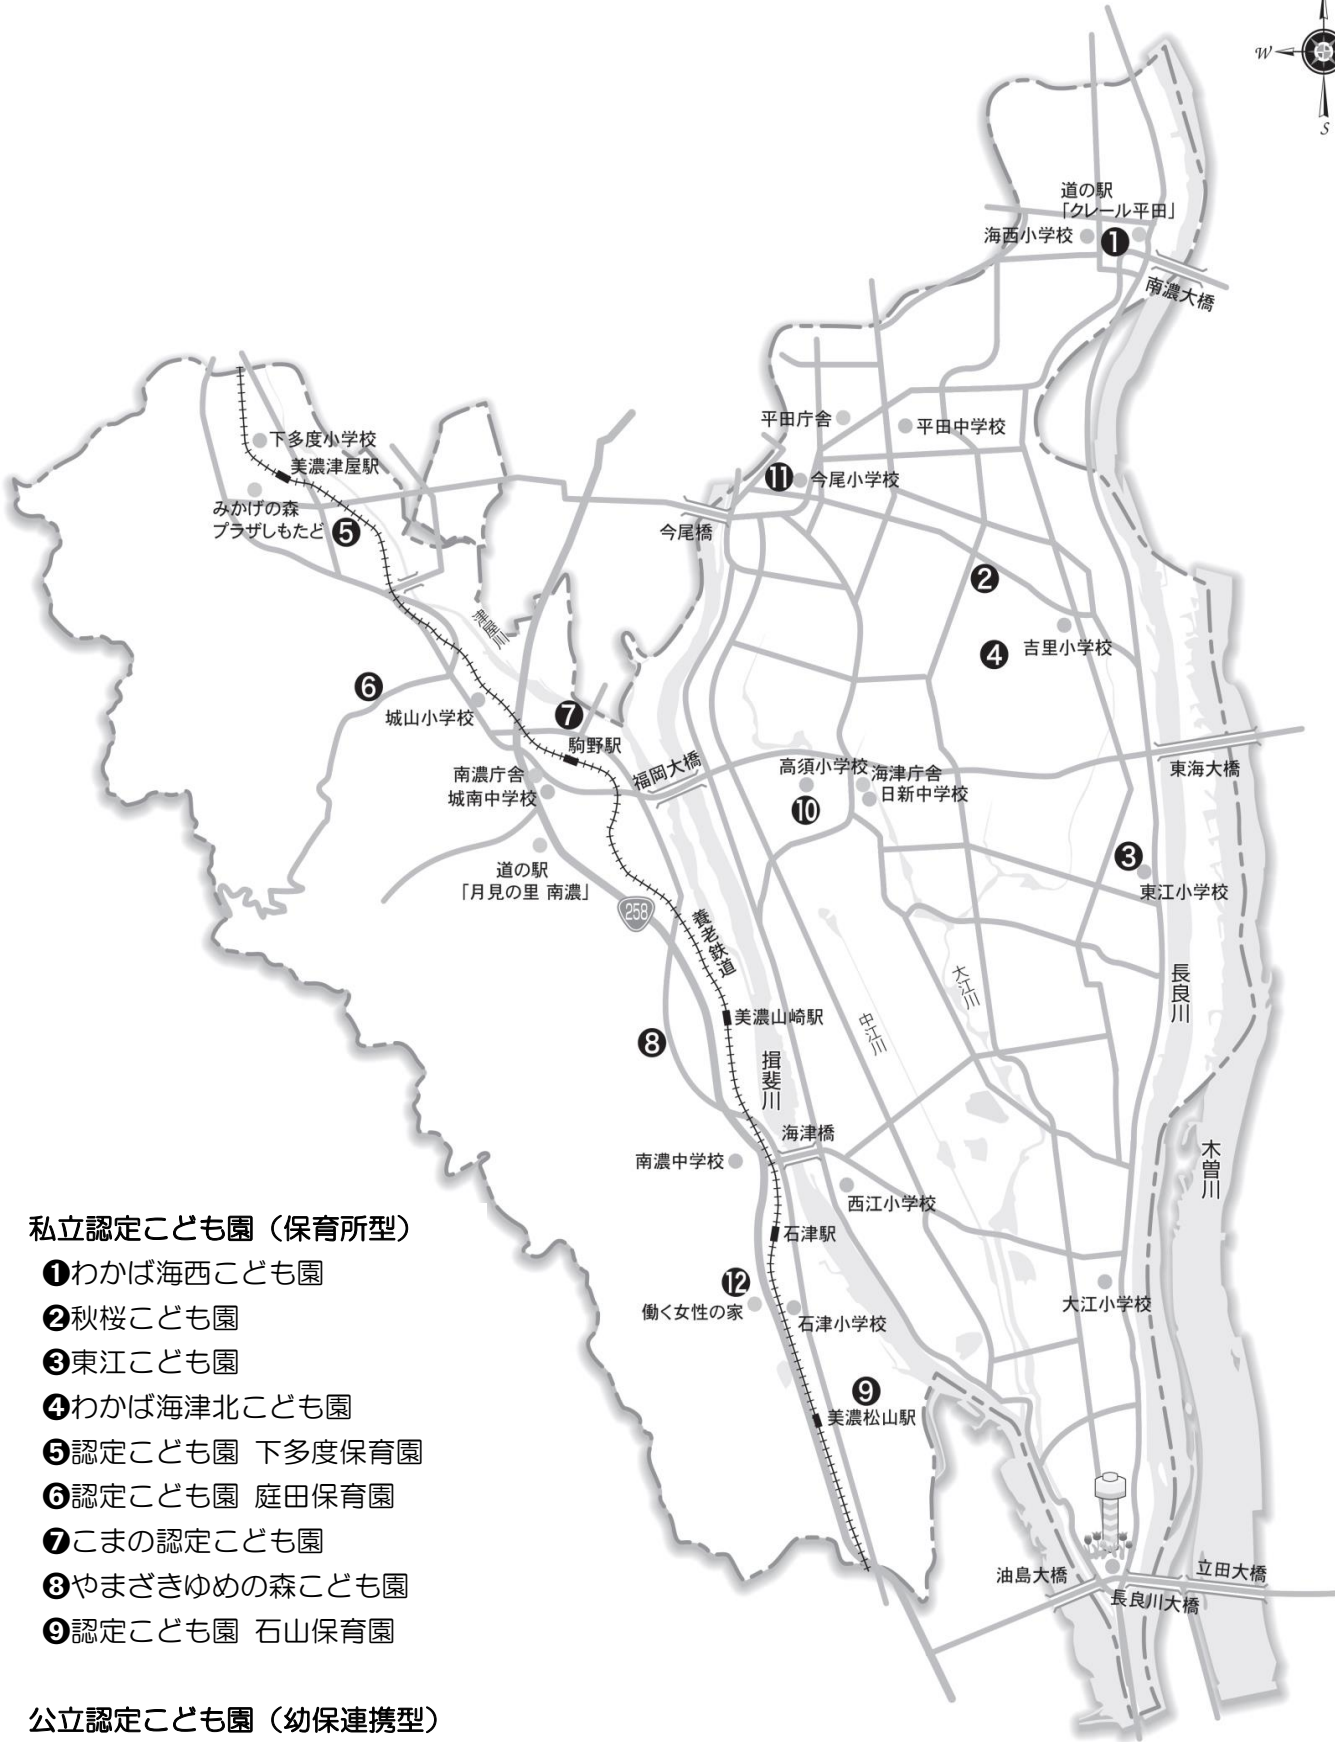 W
S
道の駅
「クレール平田」
海西小学校
❶
南濃大橋
平田庁舎
平田中学校
下多度小学校
美濃津屋駅
⓫
今尾小学校
みかげの森
プラザしもたど
❺
今尾橋
❷
津屋川
吉里小学校
❹
❻
城山小学校
❼
駒野駅
福岡大橋
東海大橋
南濃庁舎
城南中学校
高須小学校
海津庁舎
日新中学校
❿
❸
東江小学校
道の駅
「月見の里 南濃」
258
養老鉄道
大江川
長良川
中江川
美濃山崎駅
❽
揖斐川
海津橋
木曽川
南濃中学校
西江小学校
石津駅
⓬
働く女性の家
石津小学校
大江小学校
❾
美濃松山駅
油島大橋
長良川大橋
立田大橋
私立認定こども園（保育所型）
❶わかば海西こども園
❷秋桜こども園
❸東江こども園
❹わかば海津北こども園
❺認定こども園 下多度保育園
❻認定こども園 庭田保育園
❼こまの認定こども園
❽やまざきゆめの森こども園
❾認定こども園 石山保育園
公立認定こども園（幼保連携型）